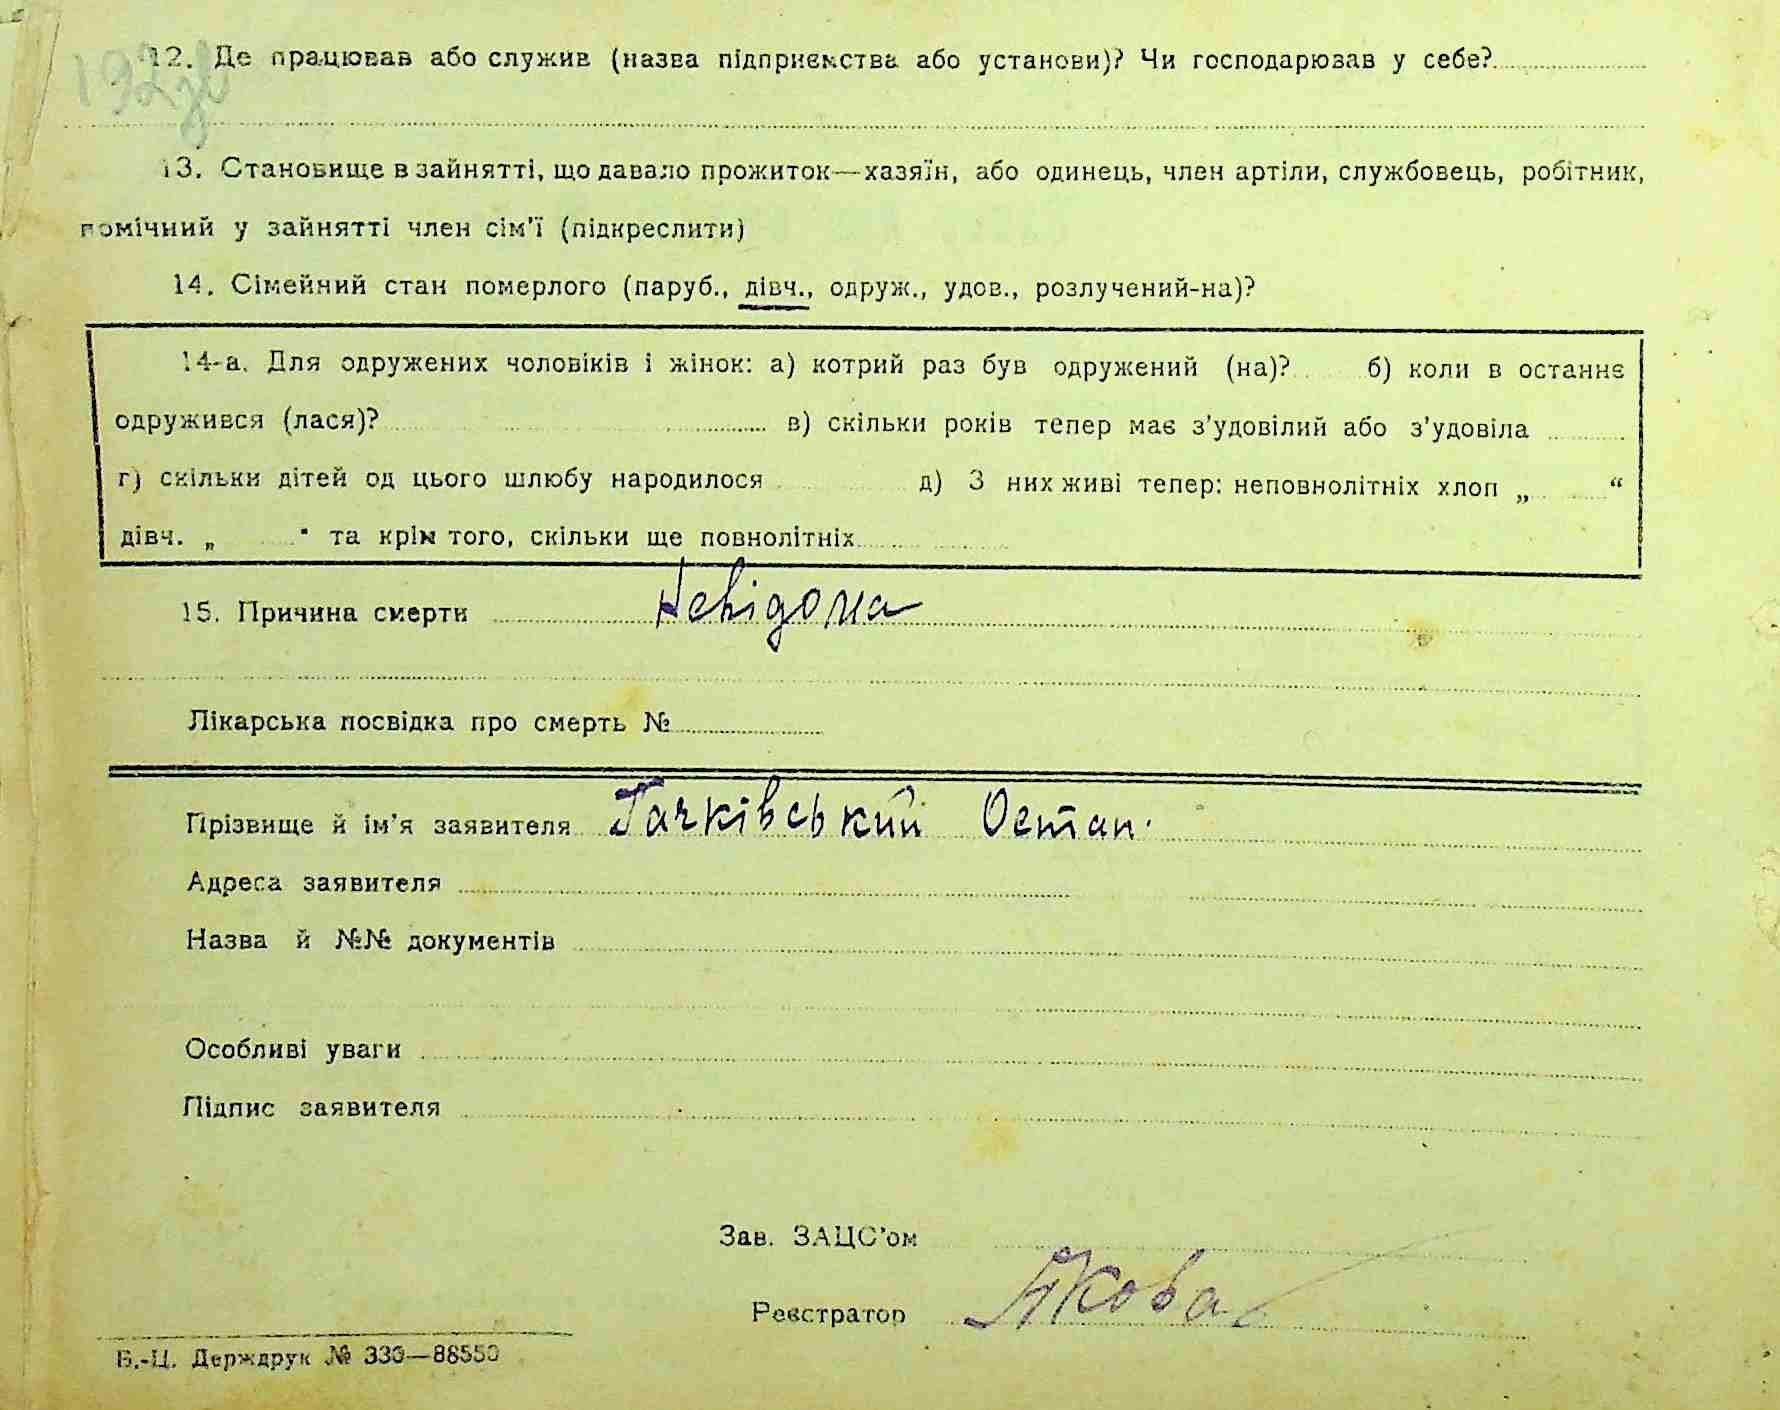 192зв
12. Де працював або служив (назва підприємства або установи)? Чи господарював у себе?
13. Становище в зайнятті, що давало прожиток—хазяїн, або одинець, член артіли, службовець, робітник,
помічний у зайнятті член сім'ї (підкреслити)
14. Сімейний стан померлого (паруб., дівч., одруж., удов., розлучений-на)?
14-а. Для одружених чоловіків і жінок: а) котрий раз був одружений (на)? б) коли в останнє
одружився (лася)? в) скільки років тепер має з'удовілий або з'удовіла
г) скільки дітей од цього шлюбу народилося д) З них живі тепер: неповнолітніх хлоп „ “
дівч. „ “ та крім того, скільки ще повнолітніх
15. Причина смерти Невідома
Лікарська посвідка про смерть №
Прізвище й ім'я заявителя Гачківський Остап.
Адреса заявителя
Назва й №№ документів
Особливі уваги
Підпис заявителя
Зав. ЗАЦС'ом
Реєстратор
Б.-Ц. Держдрук № 330—88550